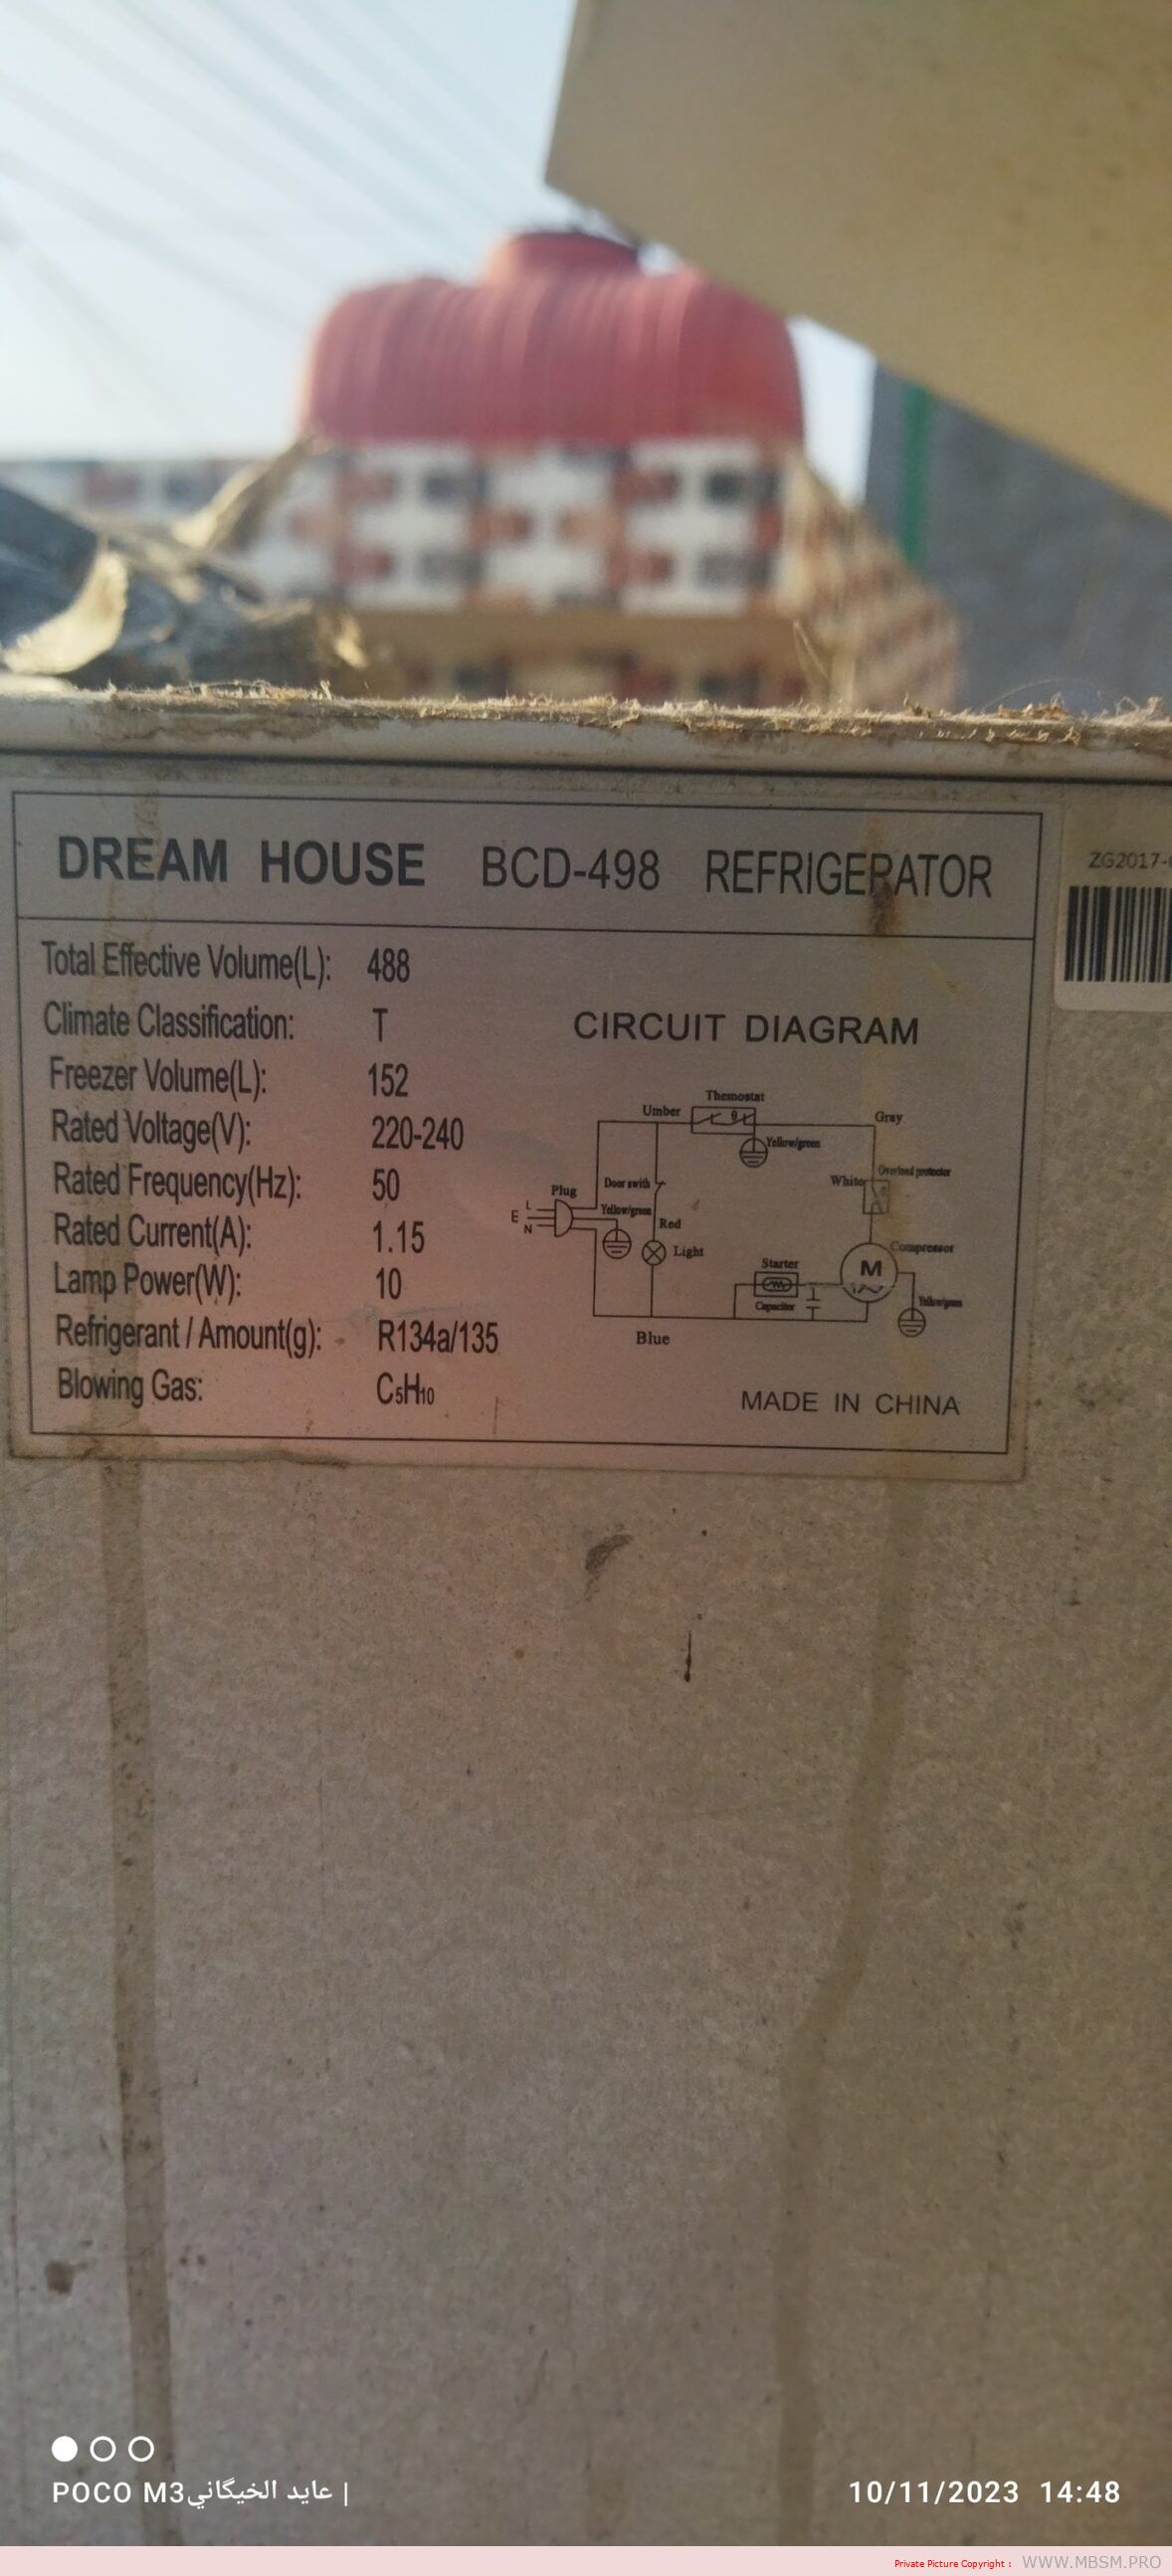 DREAM HOUSE BCD-498 REFRIGERATOR
ZG2017-
Total Effective Volume(L): 488
Climate Classification: T
Freezer Volume(L): 152
Rated Voltage(V): 220-240
Rated Frequency(Hz): 50
Rated Current(A): 1.15
Lamp Power(W): 10
Refrigerant / Amount(g): R134a/135
Blowing Gas: C5H10
CIRCUIT DIAGRAM
Themostat
Umber
θ
Gray
Yellow/green
Overload protector
White
Door swith
Plug
L
E
N
Yellow/green
Red
Light
Compressor
M
Starter
Capacitor
Yellow/green
Blue
MADE IN CHINA
POCO M3عايد الخيگاني |
10/11/2023 14:48
Private Picture Copyright : WWW.MBSM.PRO